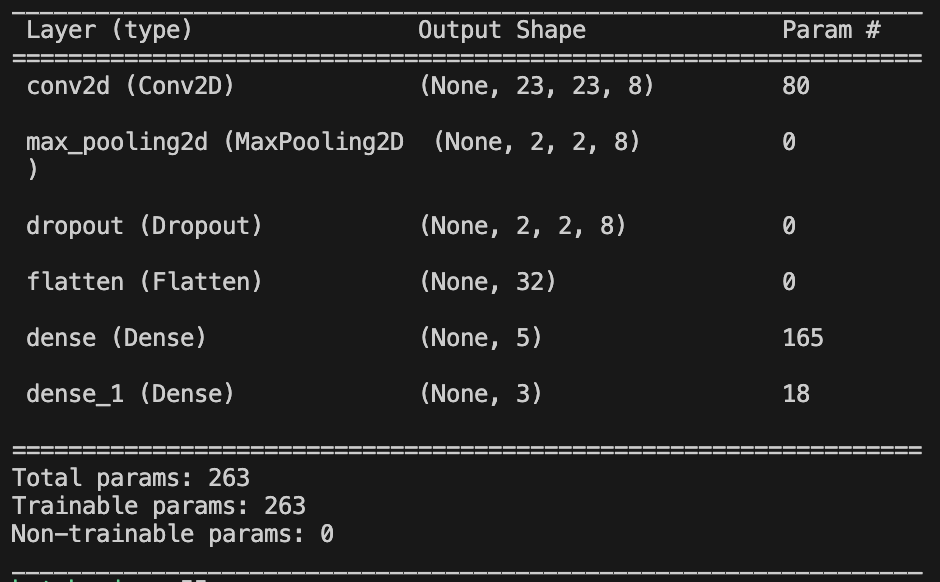 Layer (type) Output Shape Param #
conv2d (Conv2D) (None, 23, 23, 8) 80
max_pooling2d (MaxPooling2D (None, 2, 2, 8) 0
)
dropout (Dropout) (None, 2, 2, 8) 0
flatten (Flatten) (None, 32) 0
dense (Dense) (None, 5) 165
dense_1 (Dense) (None, 3) 18
Total params: 263
Trainable params: 263
Non-trainable params: 0